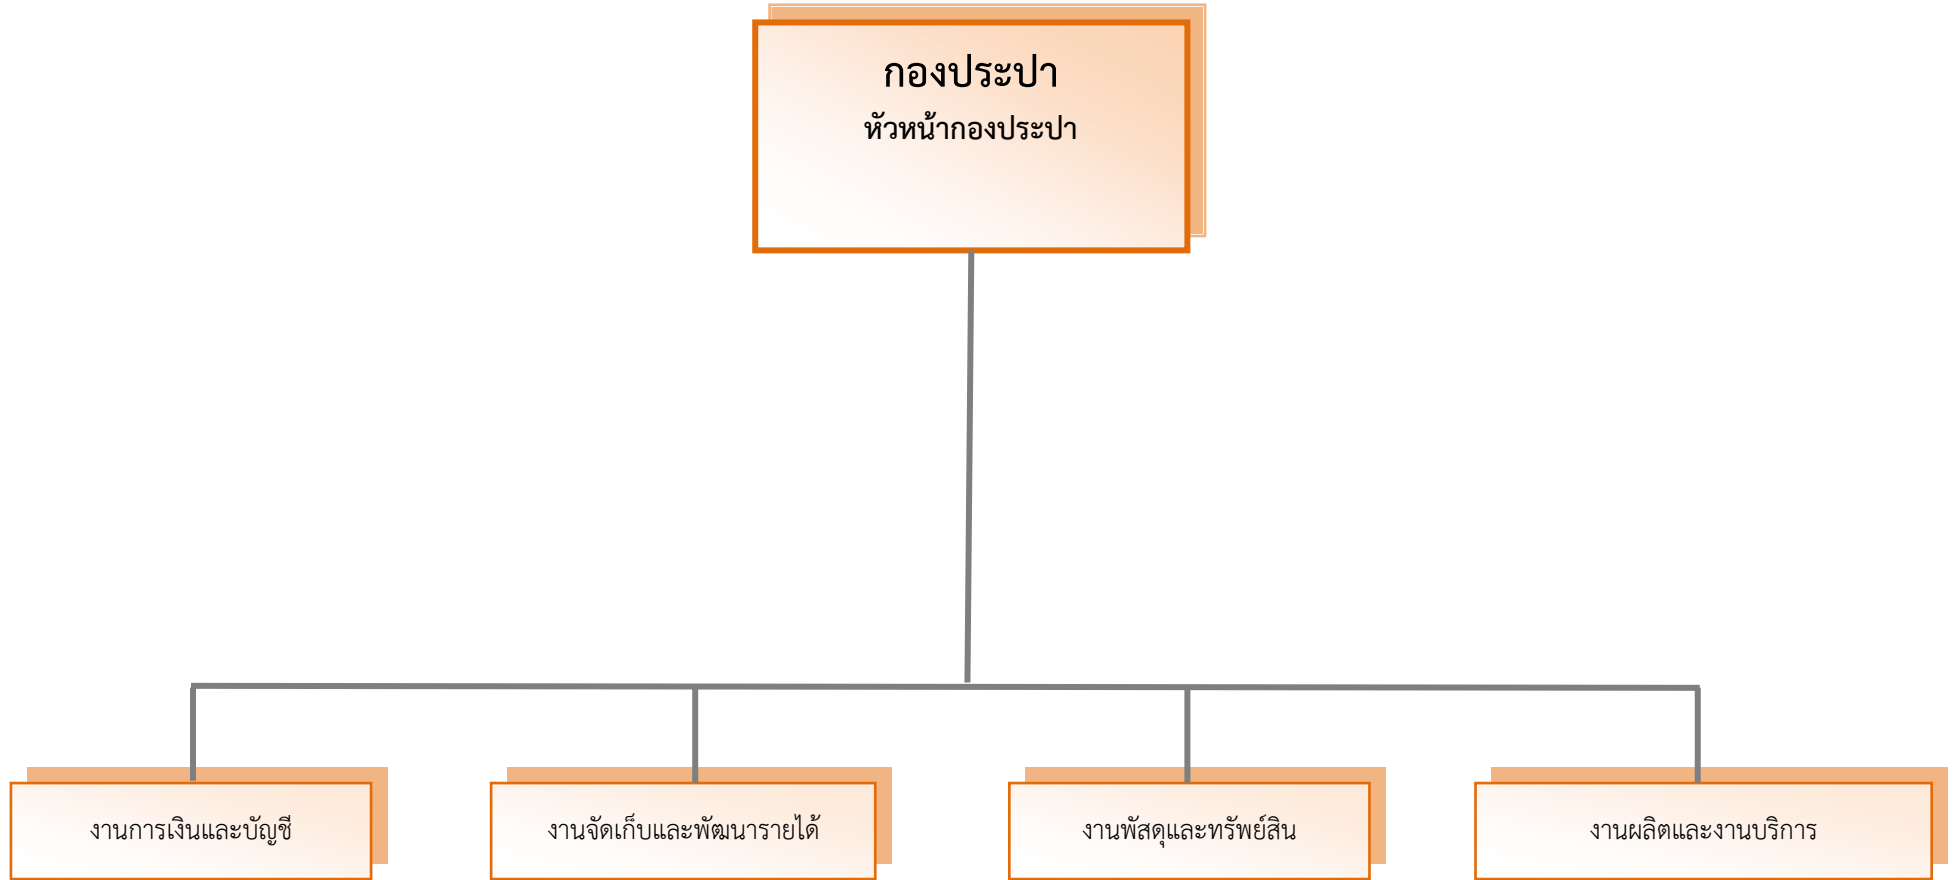 กองประปา
หัวหน้ากองประปา
งานการเงินและบัญชี
งานจัดเก็บและพัฒนารายได้
งานพัสดุและทรัพย์สิน
งานผลิตและงานบริการ